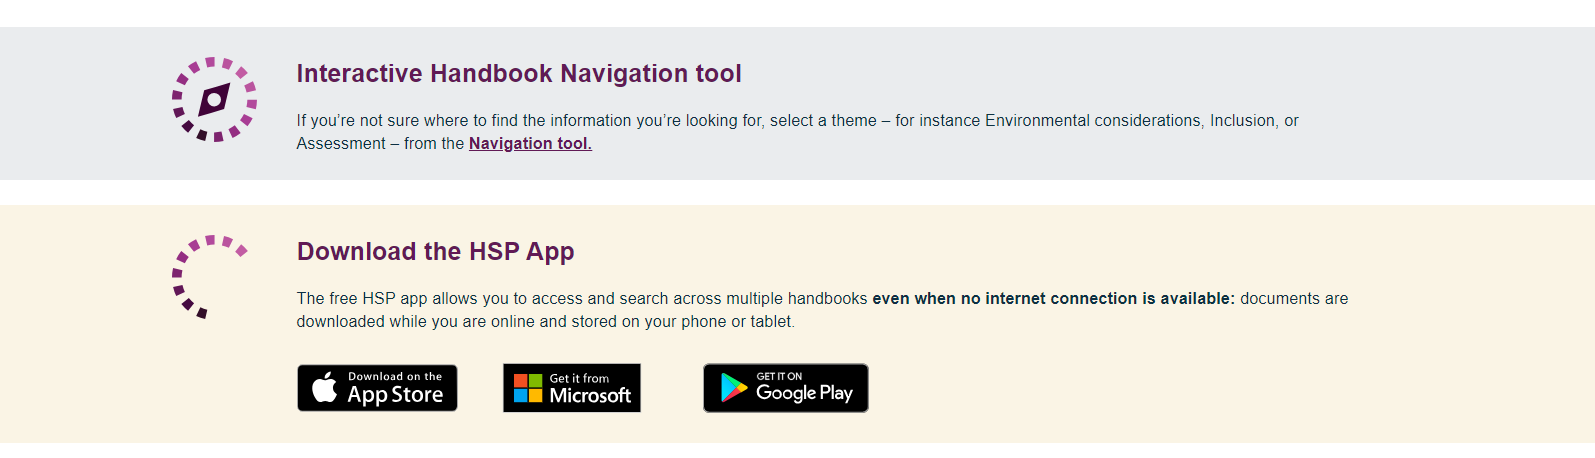 Interactive Handbook Navigation tool
If you’re not sure where to find the information you’re looking for, select a theme – for instance Environmental considerations, Inclusion, or
Assessment – from the Navigation tool.
Download the HSP App
The free HSP app allows you to access and search across multiple handbooks even when no internet connection is available: documents are
downloaded while you are online and stored on your phone or tablet.
Download on the
App Store
Get it from
Microsoft
GET IT ON
Google Play